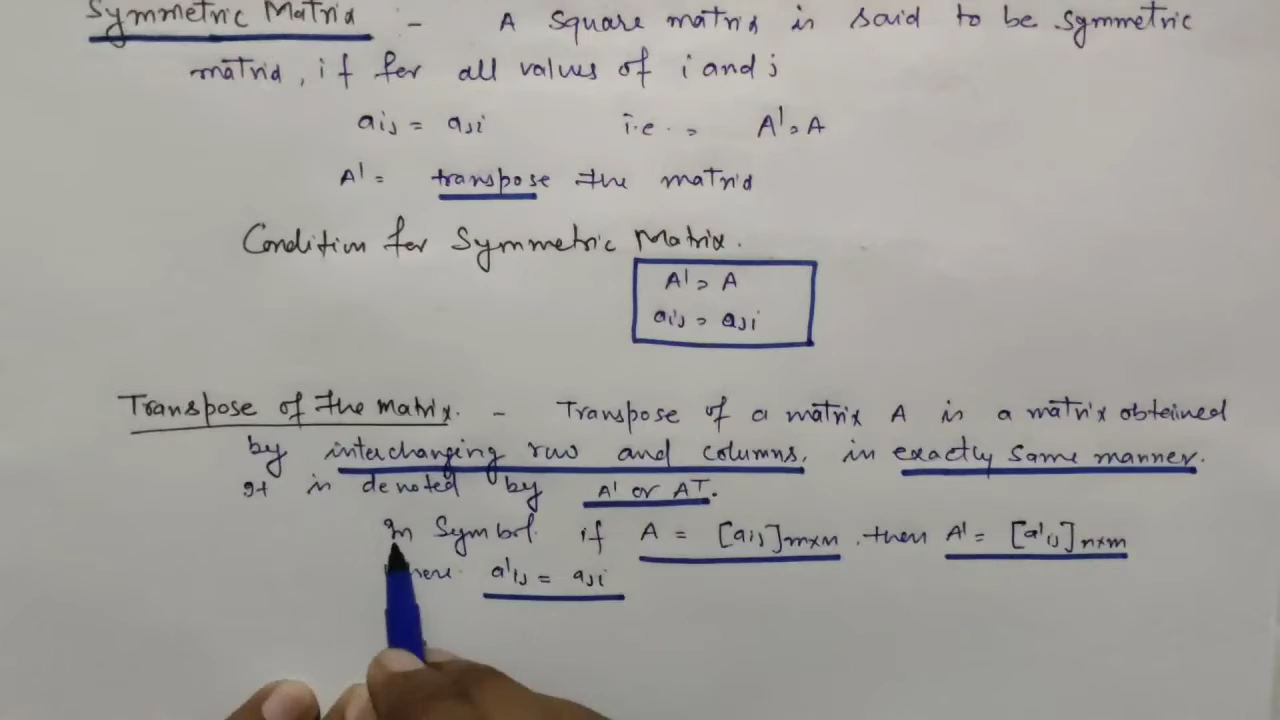 Symmetric Matrix - A square matrix is said to be symmetric
matrix, if for all values of i and j
aij = aji i.e. , A' = A
A' = transpose the matrix
Condition for Symmetric Matrix.
A' = A
aij = aji
Transpose of the matrix. - Transpose of a matrix A is a matrix obtained
by interchanging row and columns, in exactly same manner.
It is denoted by A' or AT.
In Symbol. if A = [aij]m×n , then A' = [a'ij]n×m
a'ij = aji